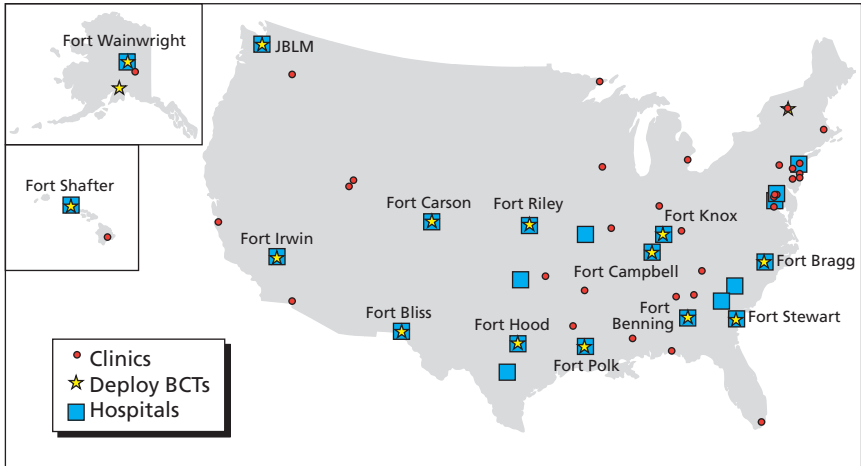 Fort Wainwright
JBLM
Fort Shafter
Fort Carson
Fort Riley
Fort Knox
Fort Irwin
Fort Campbell
Fort Bragg
Fort Bliss
Fort Hood
Fort
Benning
Fort Stewart
Fort Polk
Clinics
Deploy BCTs
Hospitals